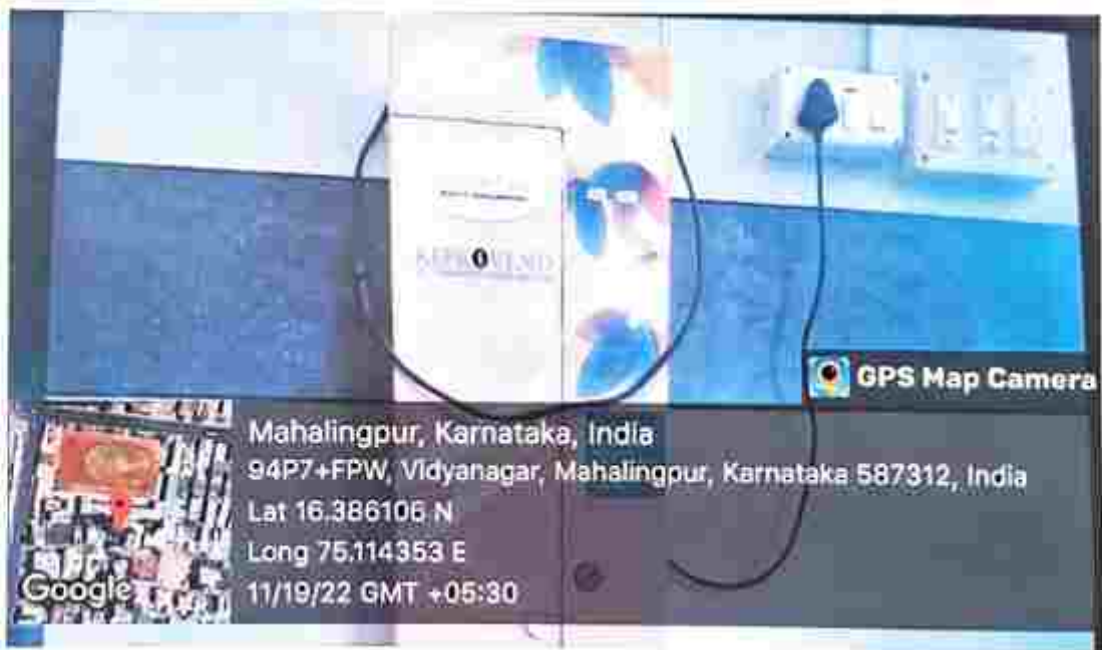 GPS Map Camera
Mahalingpur, Karnataka, India
94P7+FPW, Vidyanagar, Mahalingpur, Karnataka 587312, India
Lat 16.386106 N
Long 75.114353 E
11/19/22 GMT +05:30
Google